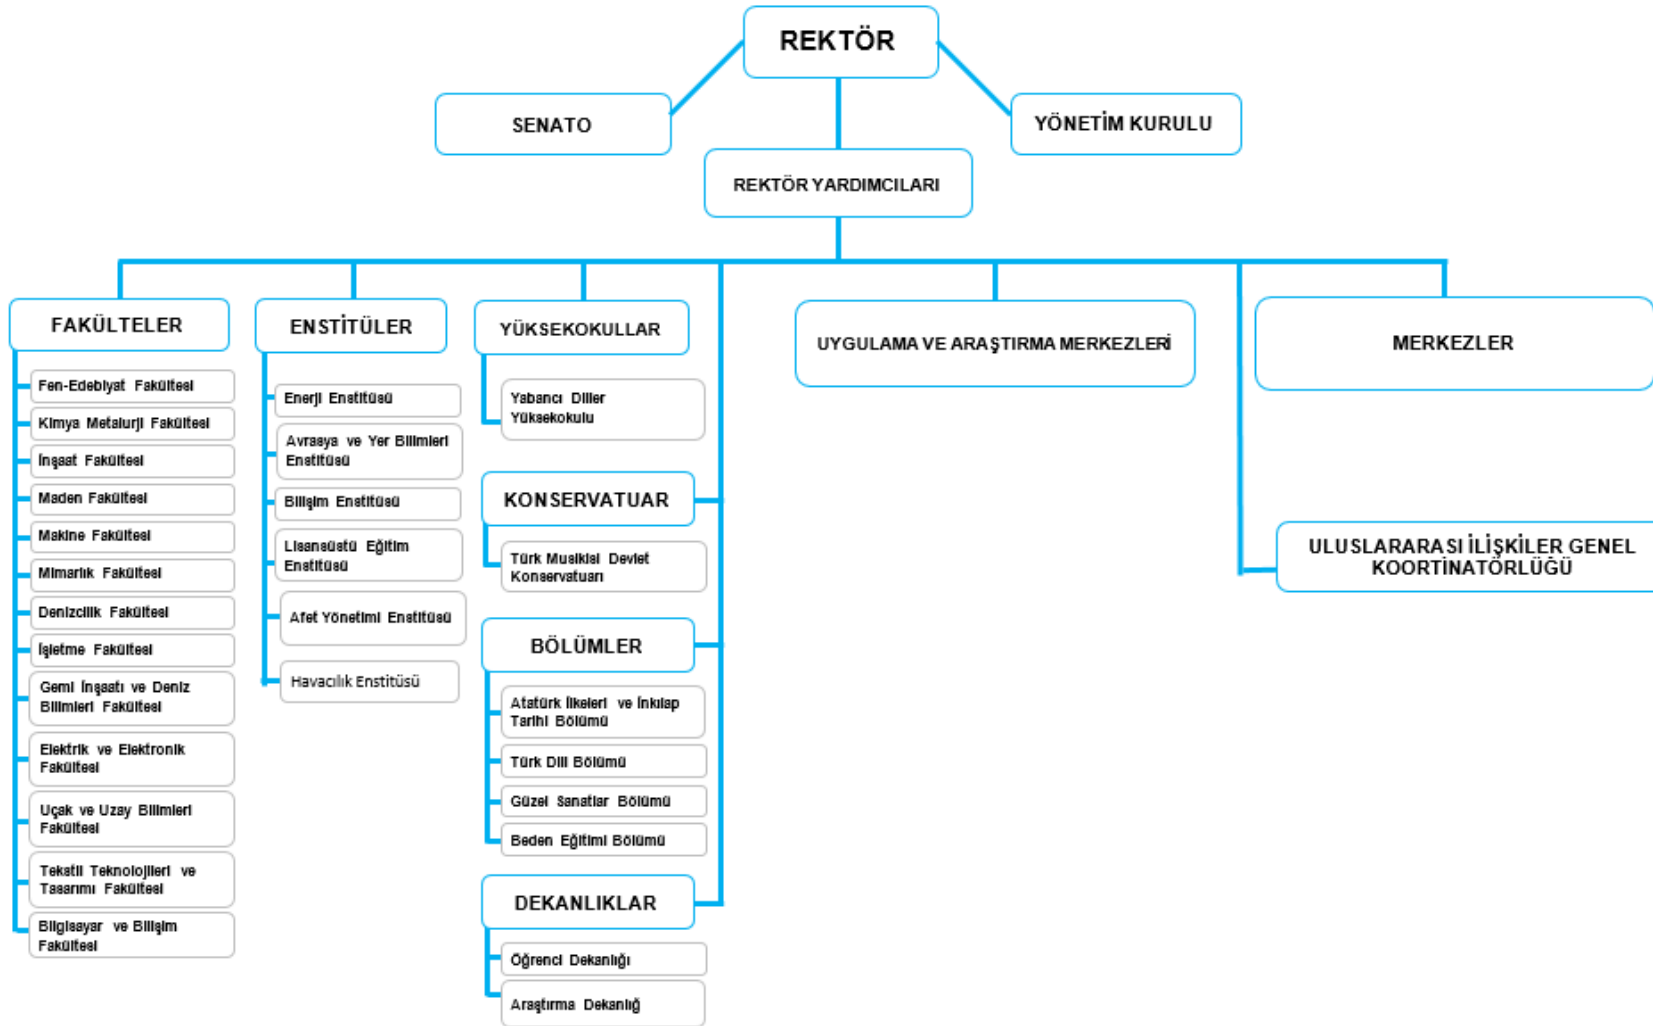 REKTÖR
SENATO
YÖNETİM KURULU
REKTÖR YARDIMCILARI
FAKÜLTELER
Fen-Edebiyat Fakültesi
Kimya Metalurji Fakültesi
İnşaat Fakültesi
Maden Fakültesi
Makine Fakültesi
Mimarlık Fakültesi
Denizcilik Fakültesi
İşletme Fakültesi
Gemi İnşaatı ve Deniz
Bilimleri Fakültesi
Elektrik ve Elektronik
Fakültesi
Uçak ve Uzay Bilimleri
Fakültesi
Tekstil Teknolojileri ve
Tasarımı Fakültesi
Bilgisayar ve Bilişim
Fakültesi
ENSTİTÜLER
Enerji Enstitüsü
Avrasya ve Yer Bilimleri
Enstitüsü
Bilişim Enstitüsü
Lisansüstü Eğitim
Enstitüsü
Afet Yönetimi Enstitüsü
Havacılık Enstitüsü
YÜKSEKOKULLAR
Yabancı Diller
Yüksekokulu
KONSERVATUAR
Türk Musikisi Devlet
Konservatuarı
BÖLÜMLER
Atatürk İlkeleri ve İnkılap
Tarihi Bölümü
Türk Dili Bölümü
Güzel Sanatlar Bölümü
Beden Eğitimi Bölümü
DEKANLIKLAR
Öğrenci Dekanlığı
Araştırma Dekanlığ
UYGULAMA VE ARAŞTIRMA MERKEZLERİ
MERKEZLER
ULUSLARARASI İLİŞKİLER GENEL
KOORTİNATÖRLÜĞÜ